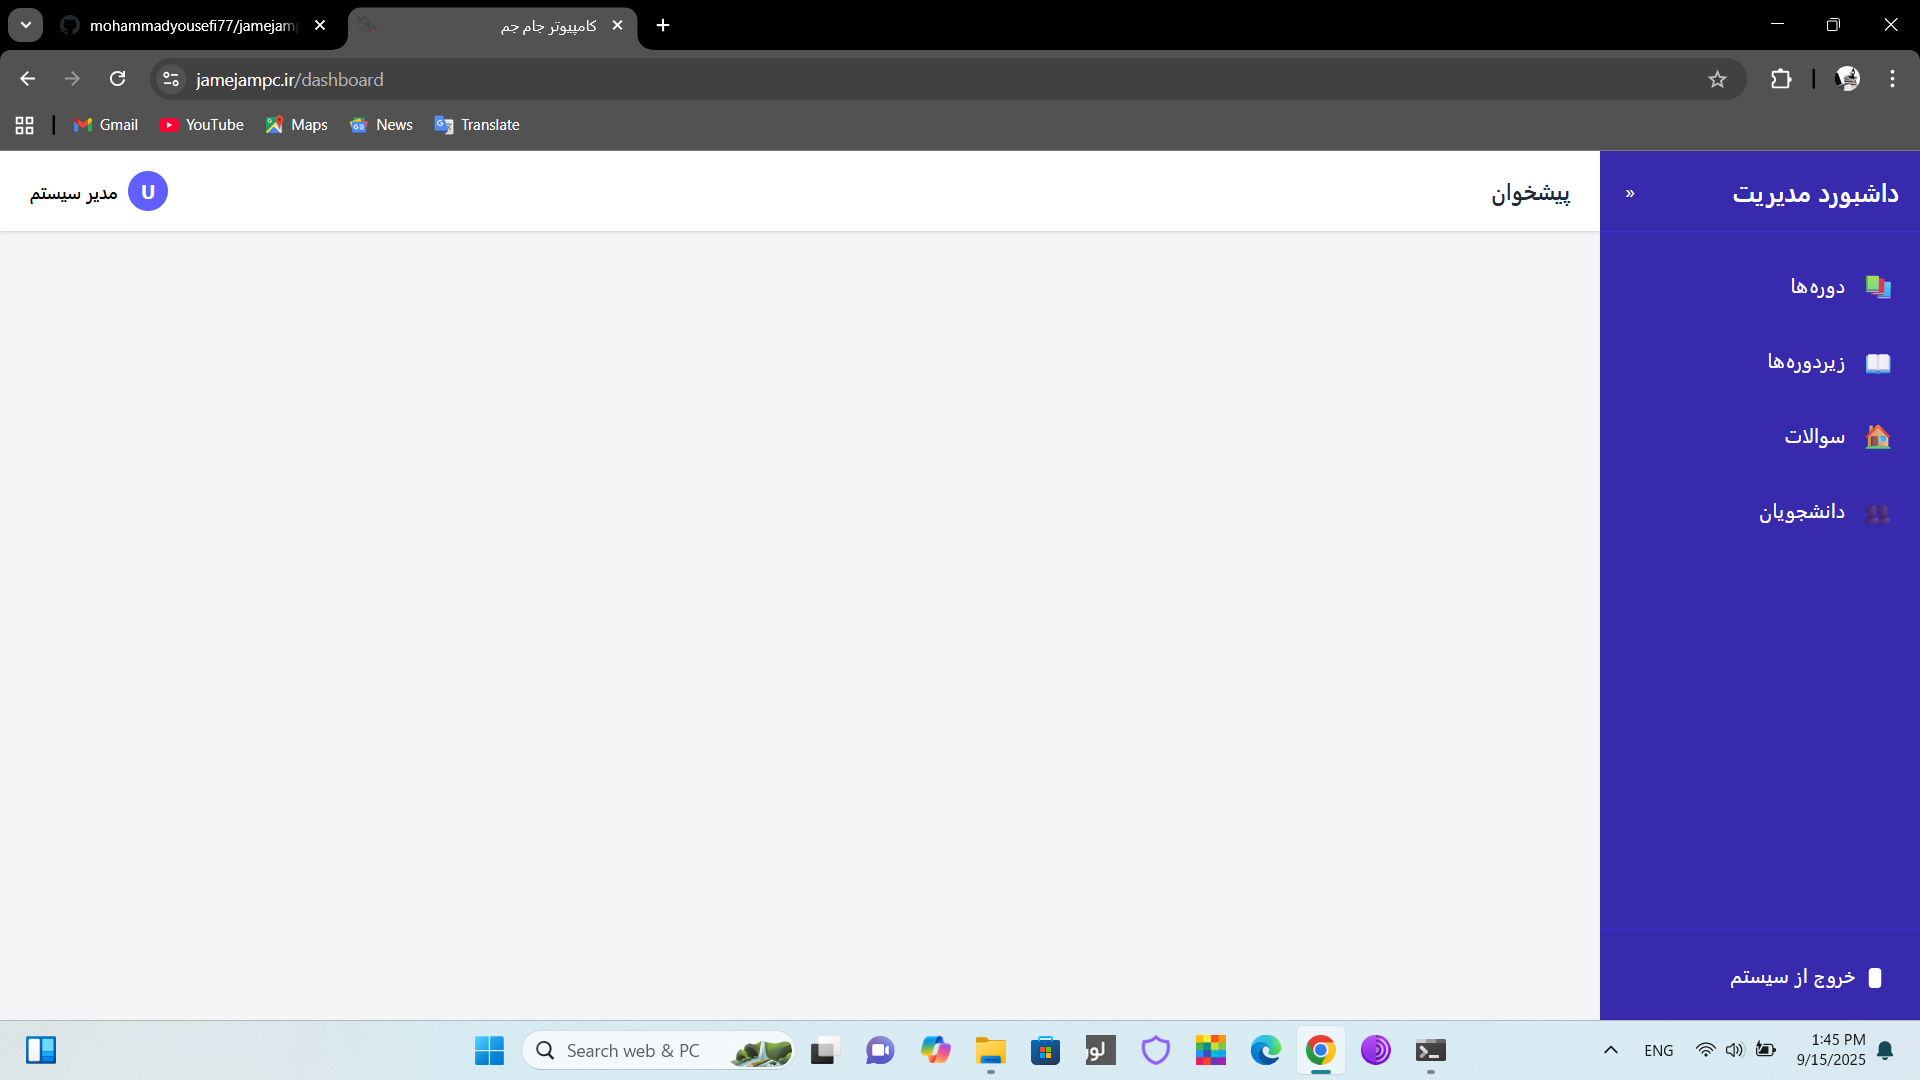 mohammadyousefi77/jamejam
کامپیوتر جام جم
jamejampc.ir/dashboard
Gmail
YouTube
Maps
News
Translate
داشبورد مدیریت
«
پیشخوان
U
مدیر سیستم
دوره‌ها
زیردوره‌ها
سوالات
دانشجویان
خروج از سیستم
Search web & PC
لور
ENG
1:45 PM
9/15/2025